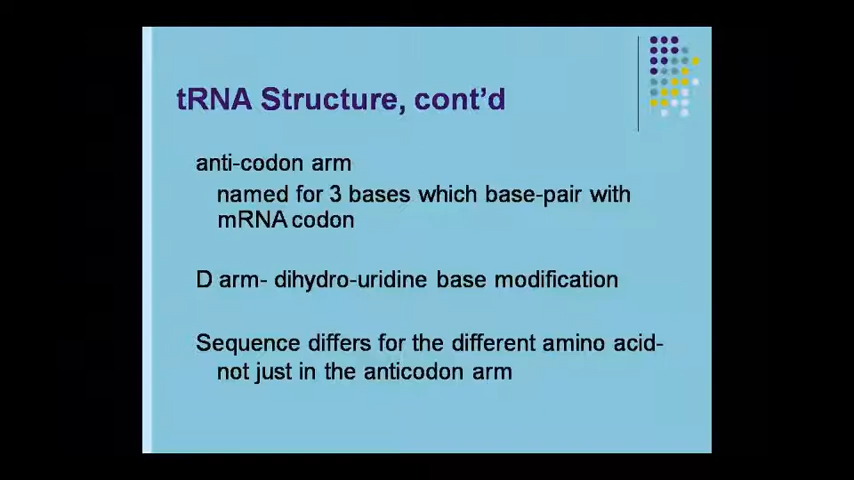 tRNA Structure, cont'd
anti-codon arm
named for 3 bases which base-pair with
mRNA codon
D arm- dihydro-uridine base modification
Sequence differs for the different amino acid-
not just in the anticodon arm